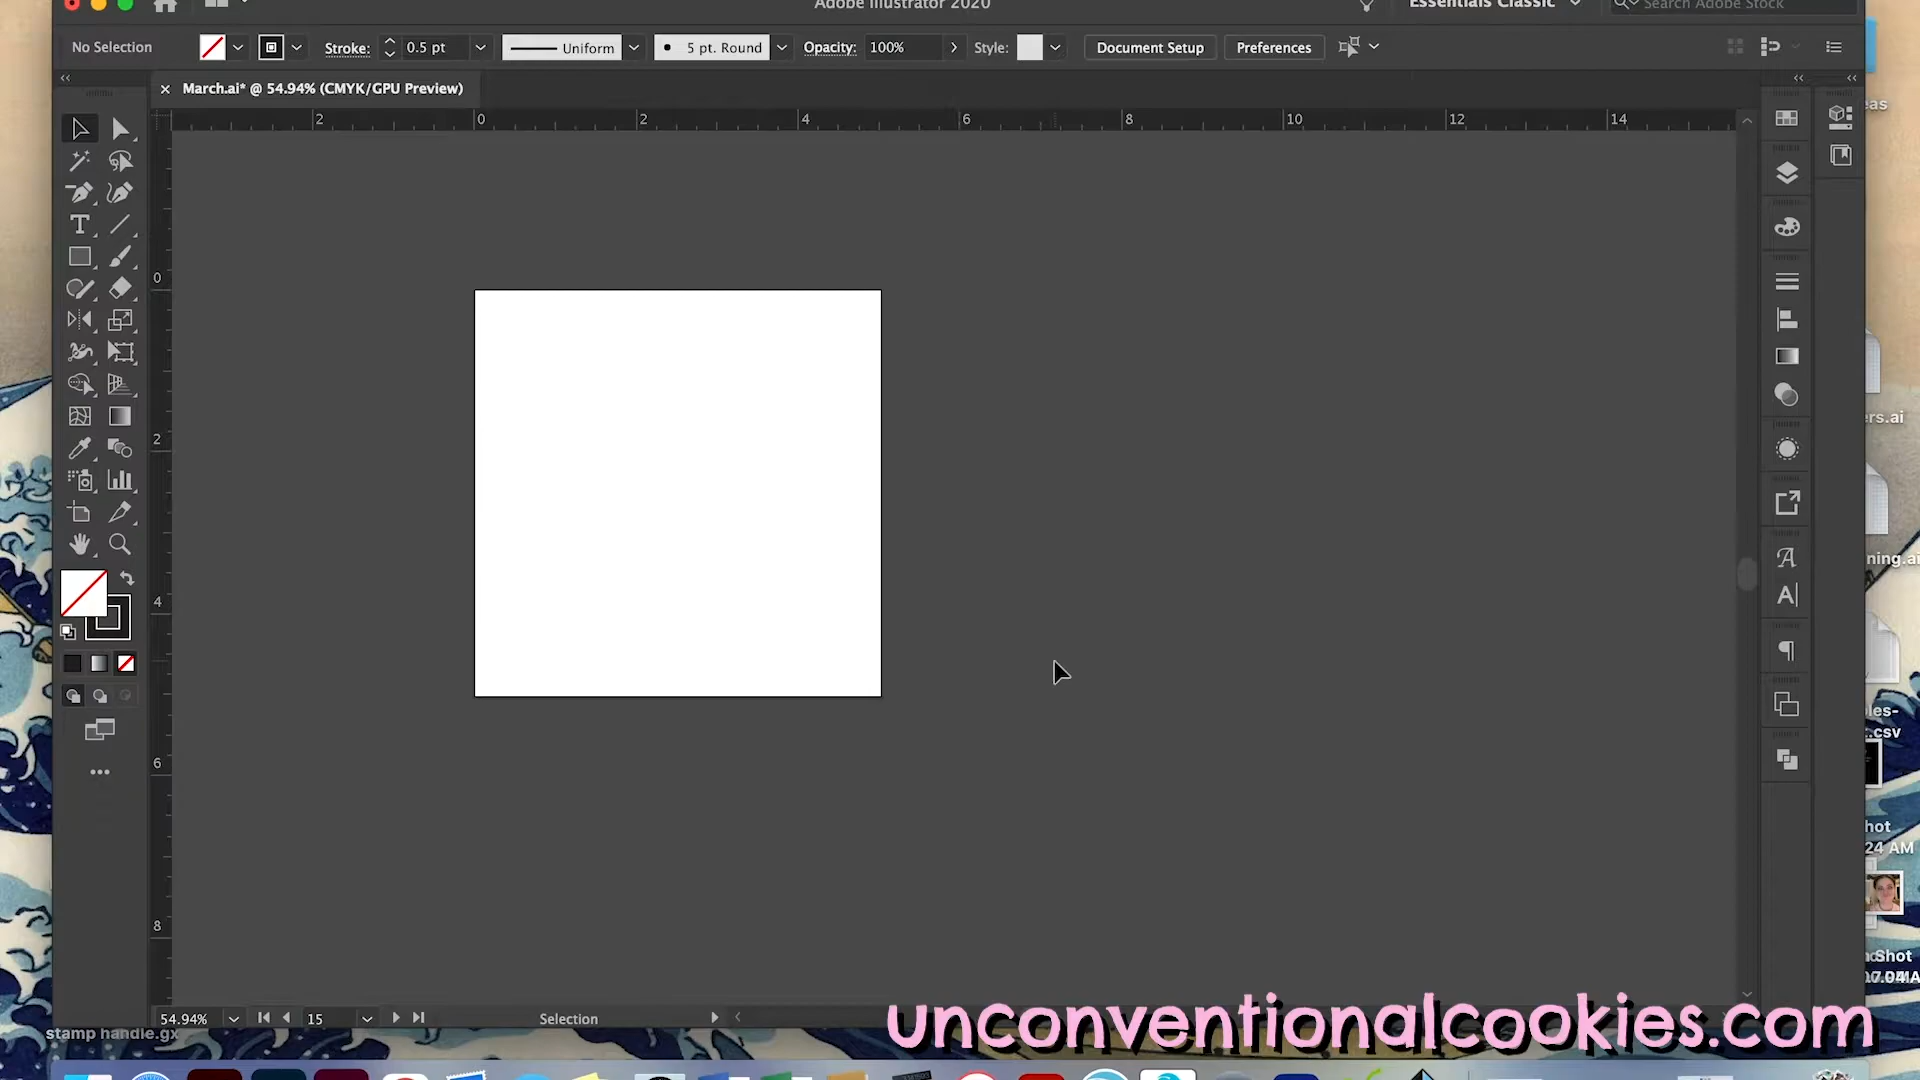 Adobe Illustrator 2020
Essentials Classic
Search Adobe Stock
No Selection
Stroke:
0.5 pt
Uniform
5 pt. Round
Opacity:
100%
Style:
Document Setup
Preferences
March.ai* @ 54.94% (CMYK/GPU Preview)
2 0 2 4 6 8 10 12 14
0
2
4
6
8
eas
ers.ai
ning.ai
les-
t.csv
hot
24 AM
Shot
54.94%
15
Selection
stamp handle.gx
unconventionalcookies.com